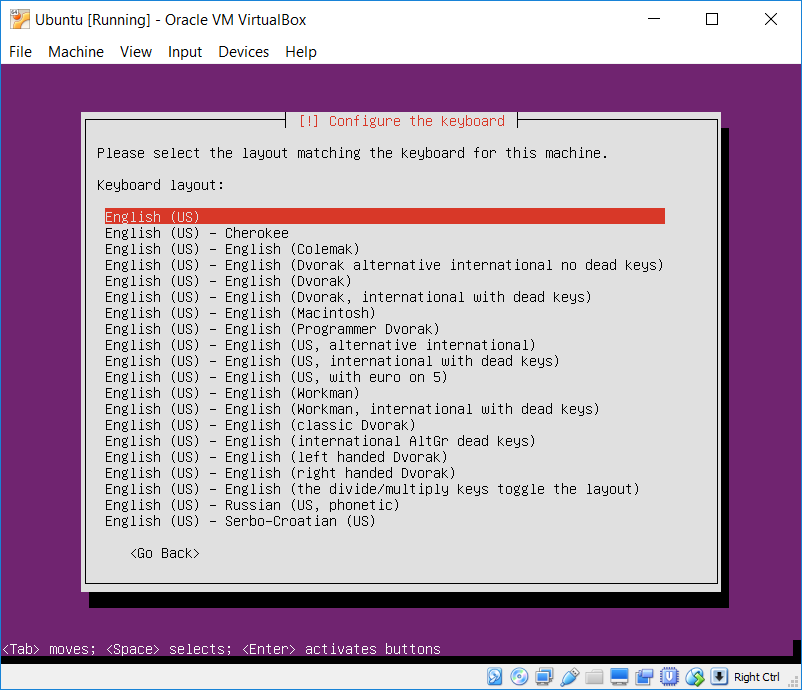 Ubuntu [Running] - Oracle VM VirtualBox
File Machine View Input Devices Help
[!] Configure the keyboard
Please select the layout matching the keyboard for this machine.
Keyboard layout:
English (US)
English (US) - Cherokee
English (US) - English (Colemak)
English (US) - English (Dvorak alternative international no dead keys)
English (US) - English (Dvorak)
English (US) - English (Dvorak, international with dead keys)
English (US) - English (Macintosh)
English (US) - English (Programmer Dvorak)
English (US) - English (US, alternative international)
English (US) - English (US, international with dead keys)
English (US) - English (US, with euro on 5)
English (US) - English (Workman)
English (US) - English (Workman, international with dead keys)
English (US) - English (classic Dvorak)
English (US) - English (international AltGr dead keys)
English (US) - English (left handed Dvorak)
English (US) - English (right handed Dvorak)
English (US) - English (the divide/multiply keys toggle the layout)
English (US) - Russian (US, phonetic)
English (US) - Serbo-Croatian (US)
<Go Back>
<Tab> moves; <Space> selects; <Enter> activates buttons
Right Ctrl